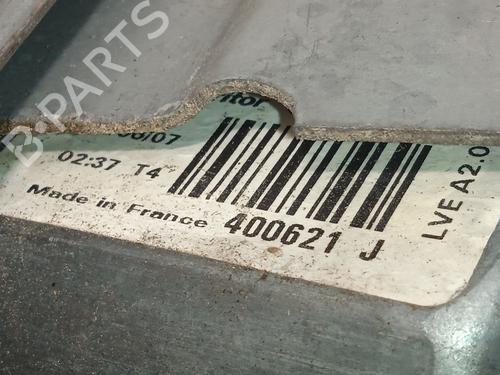 B-PARTS
02:37 T4
Made in France
400621 J
LVE A2.0